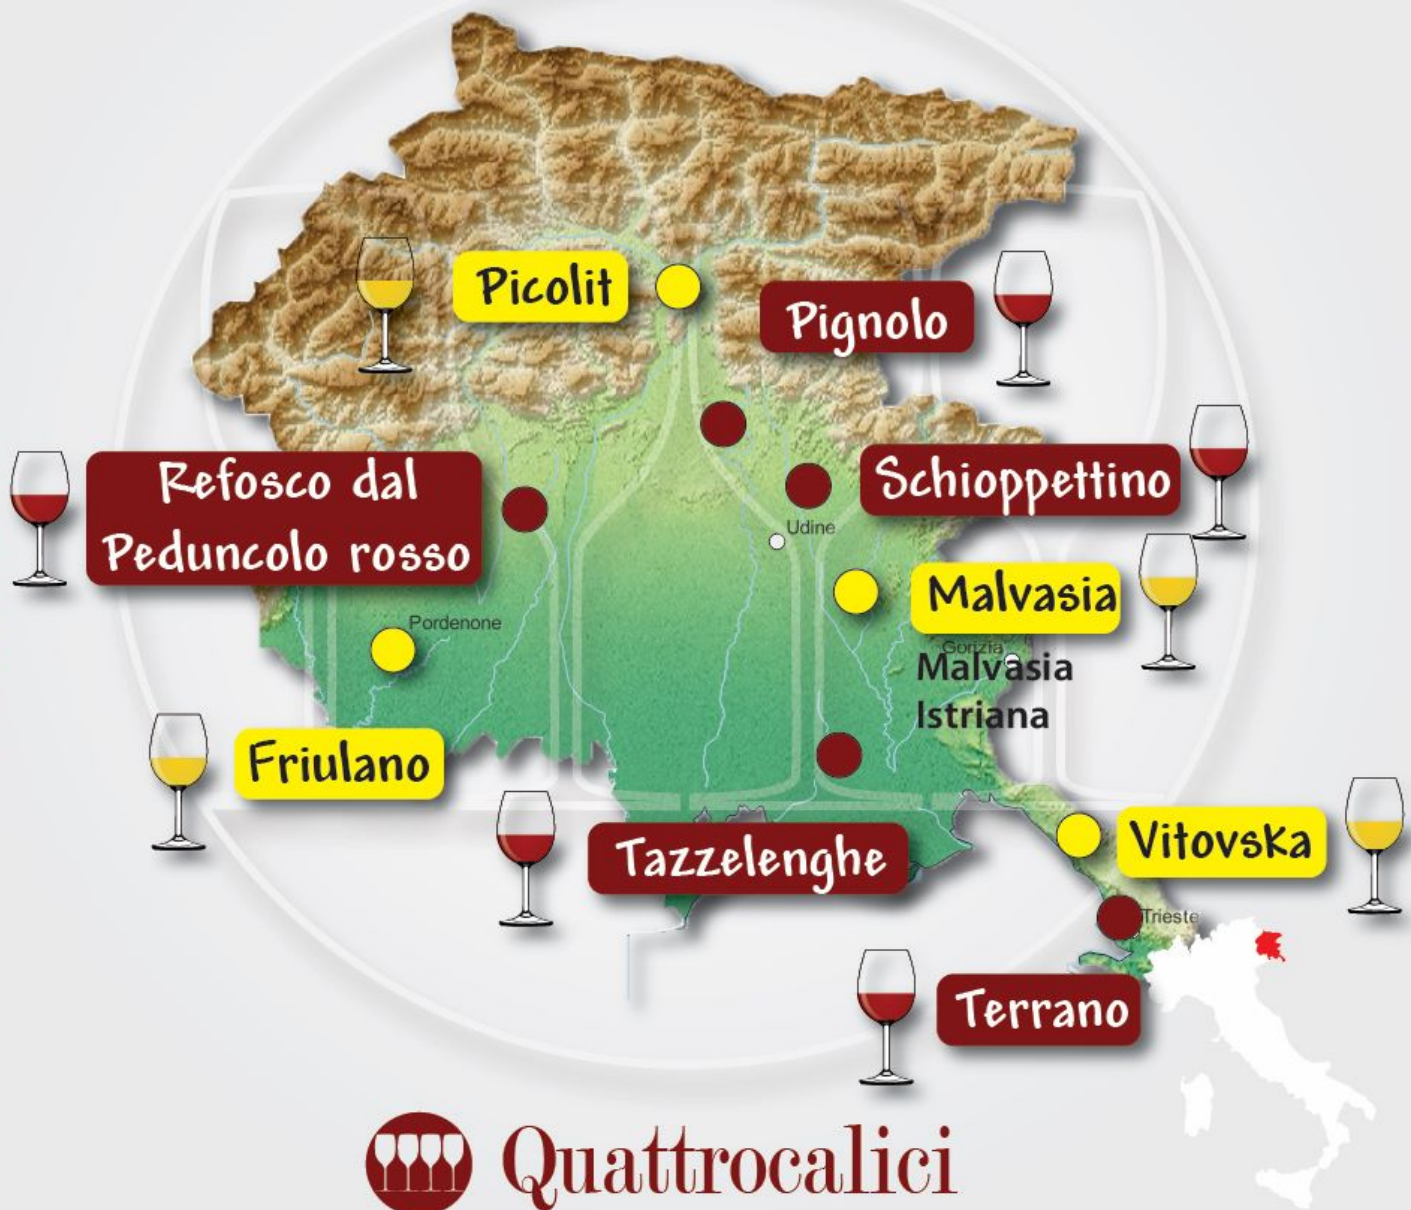 Picolit
Pignolo
Refosco dal
Peduncolo rosso
Schioppettino
Udine
Malvasia
Pordenone
Gorizia
Malvasia
Istriana
Friulano
Tazzelenghe
Vitovska
Trieste
Terrano
Quattrocalici